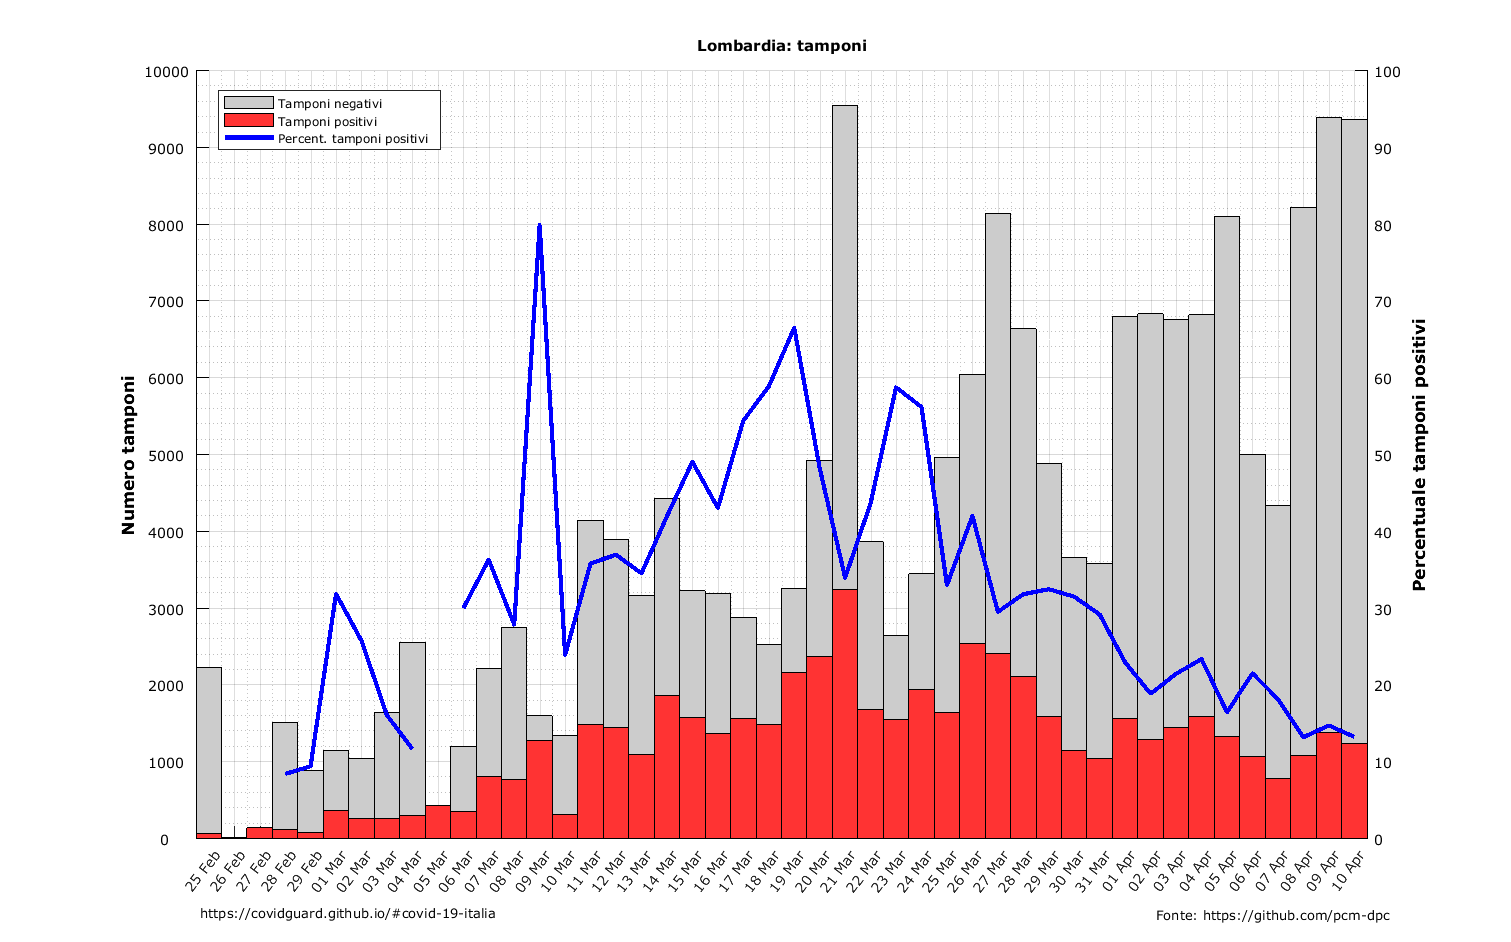 Lombardia: tamponi
Tamponi negativi
Tamponi positivi
Percent. tamponi positivi
Numero tamponi
10000
9000
8000
7000
6000
5000
4000
3000
2000
1000
0
Percentuale tamponi positivi
100
90
80
70
60
50
40
30
20
10
0
25 Feb
26 Feb
27 Feb
28 Feb
29 Feb
01 Mar
02 Mar
03 Mar
04 Mar
05 Mar
06 Mar
07 Mar
08 Mar
09 Mar
10 Mar
11 Mar
12 Mar
13 Mar
14 Mar
15 Mar
16 Mar
17 Mar
18 Mar
19 Mar
20 Mar
21 Mar
22 Mar
23 Mar
24 Mar
25 Mar
26 Mar
27 Mar
28 Mar
29 Mar
30 Mar
31 Mar
01 Apr
02 Apr
03 Apr
04 Apr
05 Apr
06 Apr
07 Apr
08 Apr
09 Apr
10 Apr
https://covidguard.github.io/#covid-19-italia
Fonte: https://github.com/pcm-dpc